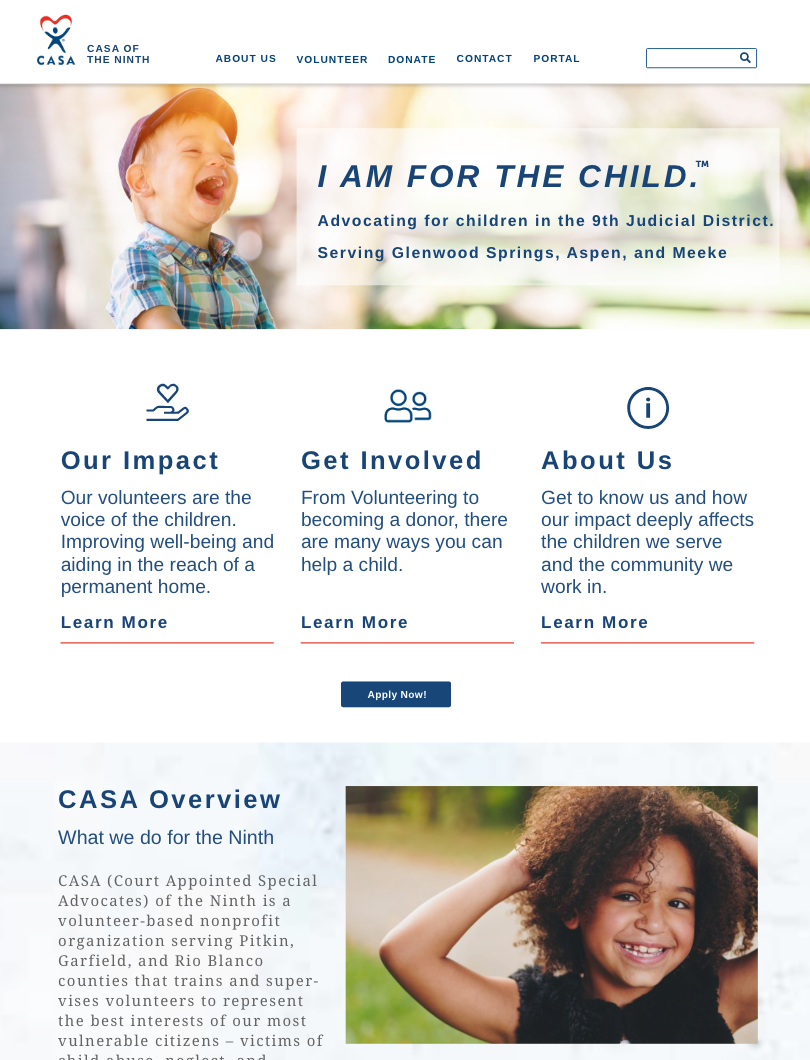 CASA
CASA OF
THE NINTH
ABOUT US
VOLUNTEER
DONATE
CONTACT
PORTAL
I AM FOR THE CHILD.™
Advocating for children in the 9th Judicial District.
Serving Glenwood Springs, Aspen, and Meeke
Our Impact
Our volunteers are the
voice of the children.
Improving well-being and
aiding in the reach of a
permanent home.
Learn More
Get Involved
From Volunteering to
becoming a donor, there
are many ways you can
help a child.
Learn More
About Us
Get to know us and how
our impact deeply affects
the children we serve
and the community we
work in.
Learn More
Apply Now!
CASA Overview
What we do for the Ninth
CASA (Court Appointed Special
Advocates) of the Ninth is a
volunteer-based nonprofit
organization serving Pitkin,
Garfield, and Rio Blanco
counties that trains and super-
vises volunteers to represent
the best interests of our most
vulnerable citizens – victims of
child abuse, neglect, and